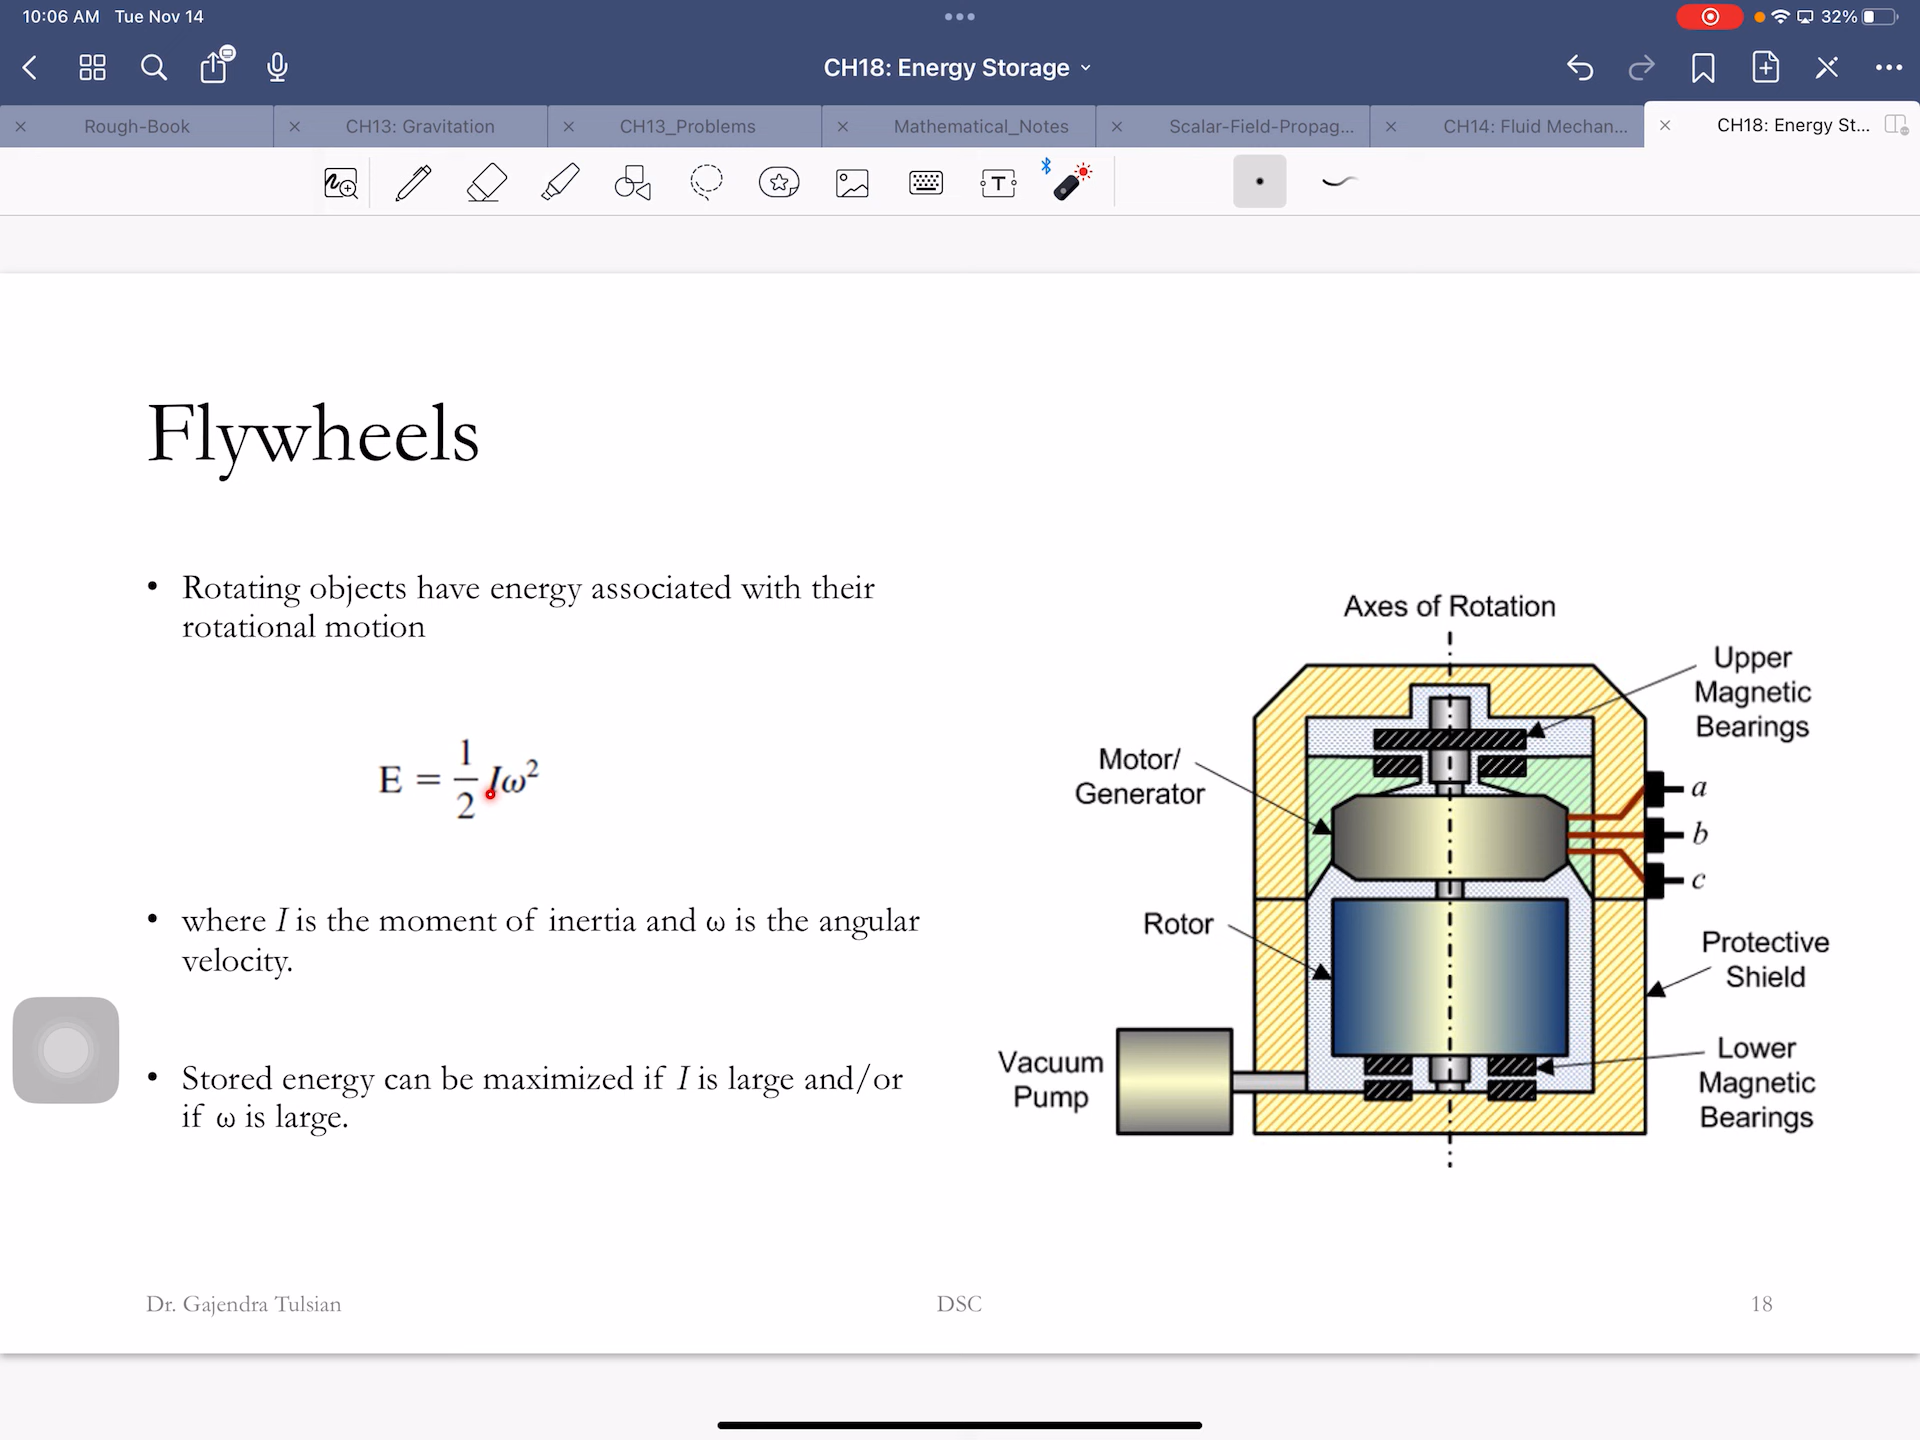 10:06 AM Tue Nov 14
32%
CH18: Energy Storage
Rough-Book
CH13: Gravitation
CH13_Problems
Mathematical_Notes
Scalar-Field-Propag...
CH14: Fluid Mechan...
CH18: Energy St...
T
Flywheels
• Rotating objects have energy associated with their
rotational motion
E = 1/2 Iω²
• where I is the moment of inertia and ω is the angular
velocity.
• Stored energy can be maximized if I is large and/or
if ω is large.
Axes of Rotation
Upper
Magnetic
Bearings
Motor/
Generator
a
b
c
Rotor
Protective
Shield
Vacuum
Pump
Lower
Magnetic
Bearings
Dr. Gajendra Tulsian
DSC
18